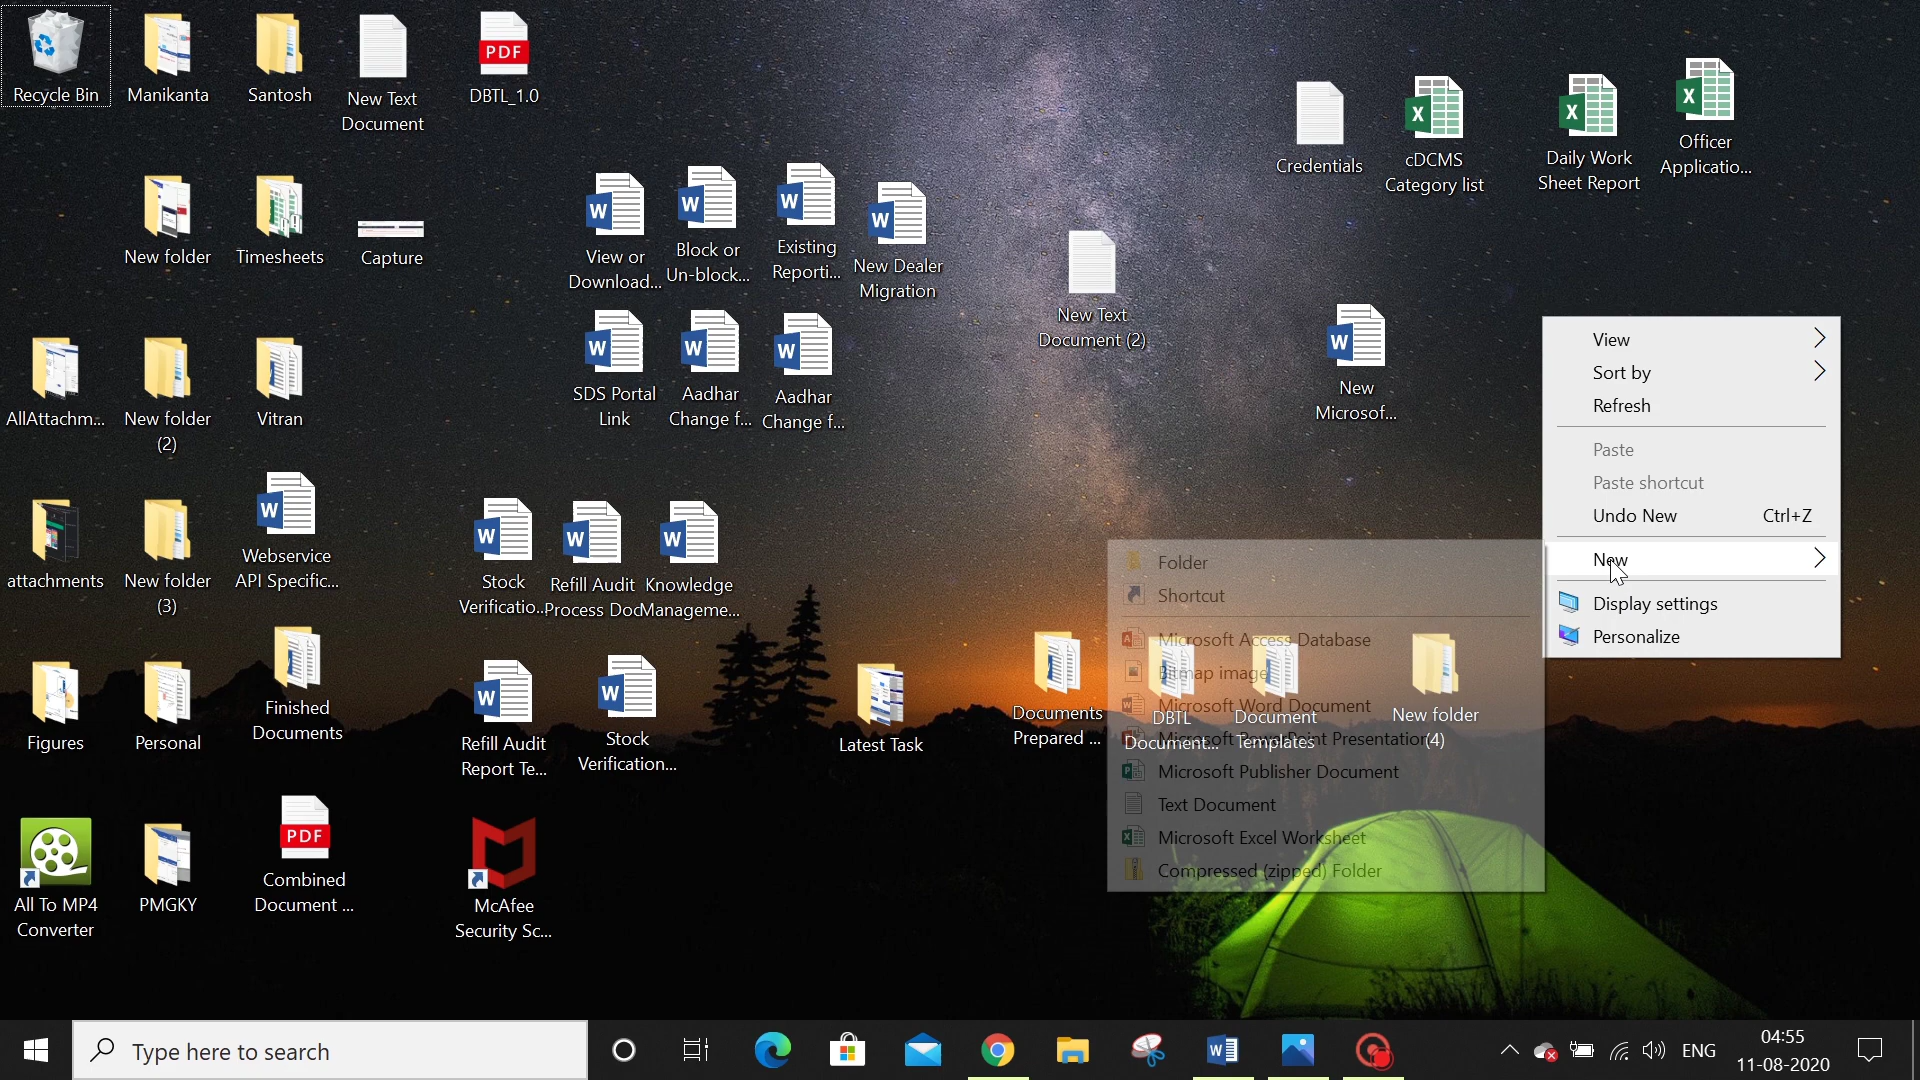 Recycle Bin
Manikanta
Santosh
New Text
Document
PDF
DBTL_1.0
Credentials
cDCMS
Category list
Daily Work
Sheet Report
Officer
Applicatio...
New folder
Timesheets
Capture
View or
Download...
Block or
Un-block...
Existing
Reporti...
New Dealer
Migration
New Text
Document (2)
AllAttachm...
New folder
(2)
Vitran
SDS Portal
Link
Aadhar
Change f...
Aadhar
Change f...
New
Microsof...
View
Sort by
Refresh
Paste
Paste shortcut
Undo New Ctrl+Z
New
Display settings
Personalize
attachments
New folder
(3)
Webservice
API Specific...
Stock
Verificatio...
Refill Audit
Process Doc
Knowledge
Manageme...
Folder
Shortcut
Microsoft Access Database
Bitmap image
Microsoft Word Document
Microsoft PowerPoint Presentation
Microsoft Publisher Document
Text Document
Microsoft Excel Worksheet
Compressed (zipped) Folder
Figures
Personal
Finished
Documents
Refill Audit
Report Te...
Stock
Verification...
Latest Task
Documents
Prepared ...
DBTL
Document...
Document
Templates
New folder
(4)
All To MP4
Converter
PMGKY
PDF
Combined
Document ...
McAfee
Security Sc...
Type here to search
ENG
04:55
11-08-2020